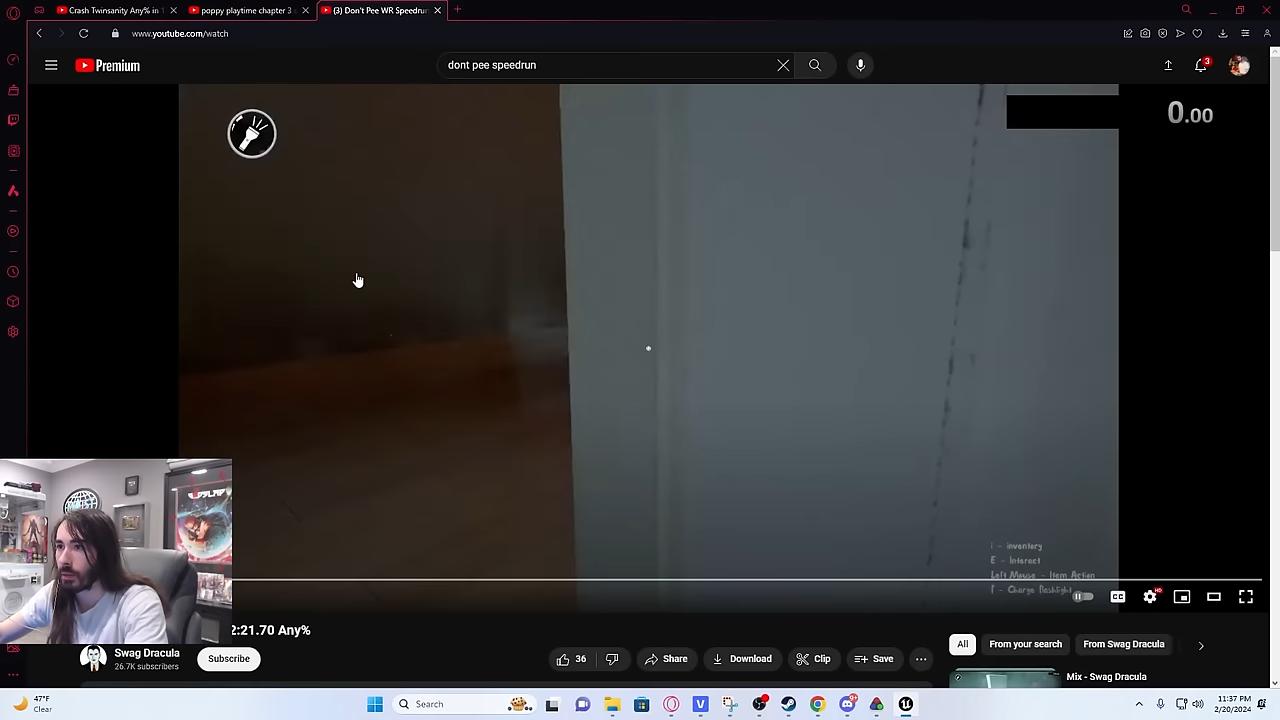 Crash Twinsanity Any% in
poppy playtime chapter 3
(3) Don't Pee WR Speedrun
www.youtube.com/watch
Premium
dont pee speedrun
3
0.00
i - inventory
E - Interact
Left Mouse - Item Action
f - Charge flashlight
CC
HD
2:21.70 Any%
Swag Dracula
26.7K subscribers
Subscribe
36
Share
Download
Clip
Save
All
From your search
From Swag Dracula
Mix - Swag Dracula
47°F
Clear
Search
11:37 PM
2/20/2024